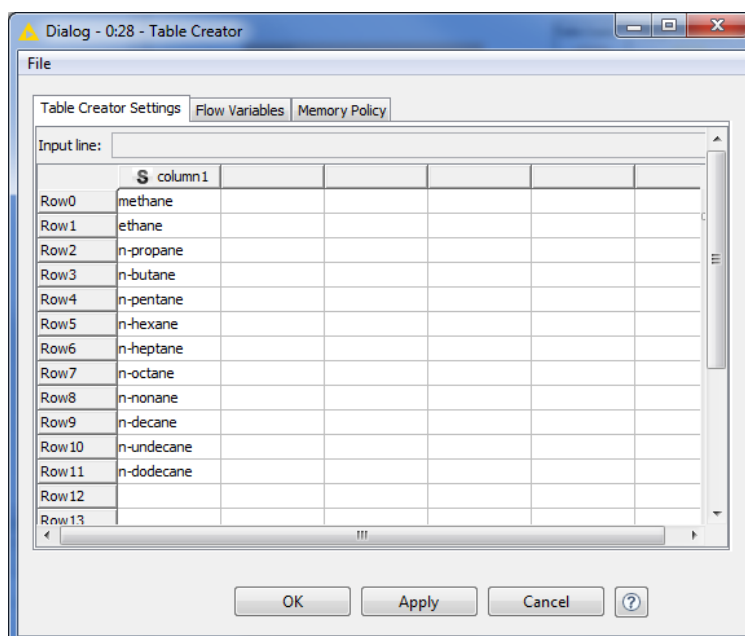 Dialog - 0:28 - Table Creator
File
Table Creator Settings Flow Variables Memory Policy
Input line:
S column1
Row0 methane
Row1 ethane
Row2 n-propane
Row3 n-butane
Row4 n-pentane
Row5 n-hexane
Row6 n-heptane
Row7 n-octane
Row8 n-nonane
Row9 n-decane
Row10 n-undecane
Row11 n-dodecane
Row12
Row13
OK Apply Cancel ?